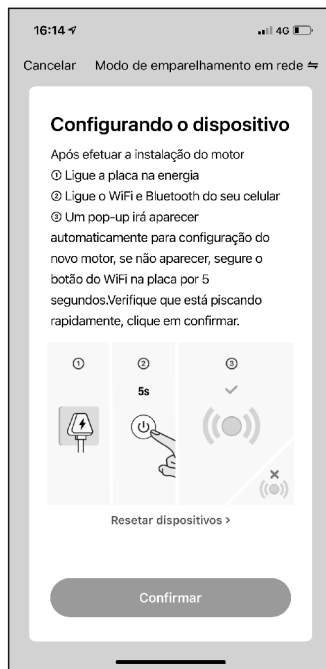 16:14 4G
Cancelar Modo de emparelhamento em rede
Configurando o dispositivo
Após efetuar a instalação do motor
① Ligue a placa na energia
② Ligue o WiFi e Bluetooth do seu celular
③ Um pop-up irá aparecer
automaticamente para configuração do
novo motor, se não aparecer, segure o
botão do WiFi na placa por 5
segundos.Verifique que está piscando
rapidamente, clique em confirmar.
① ② ③
5s
Resetar dispositivos >
Confirmar